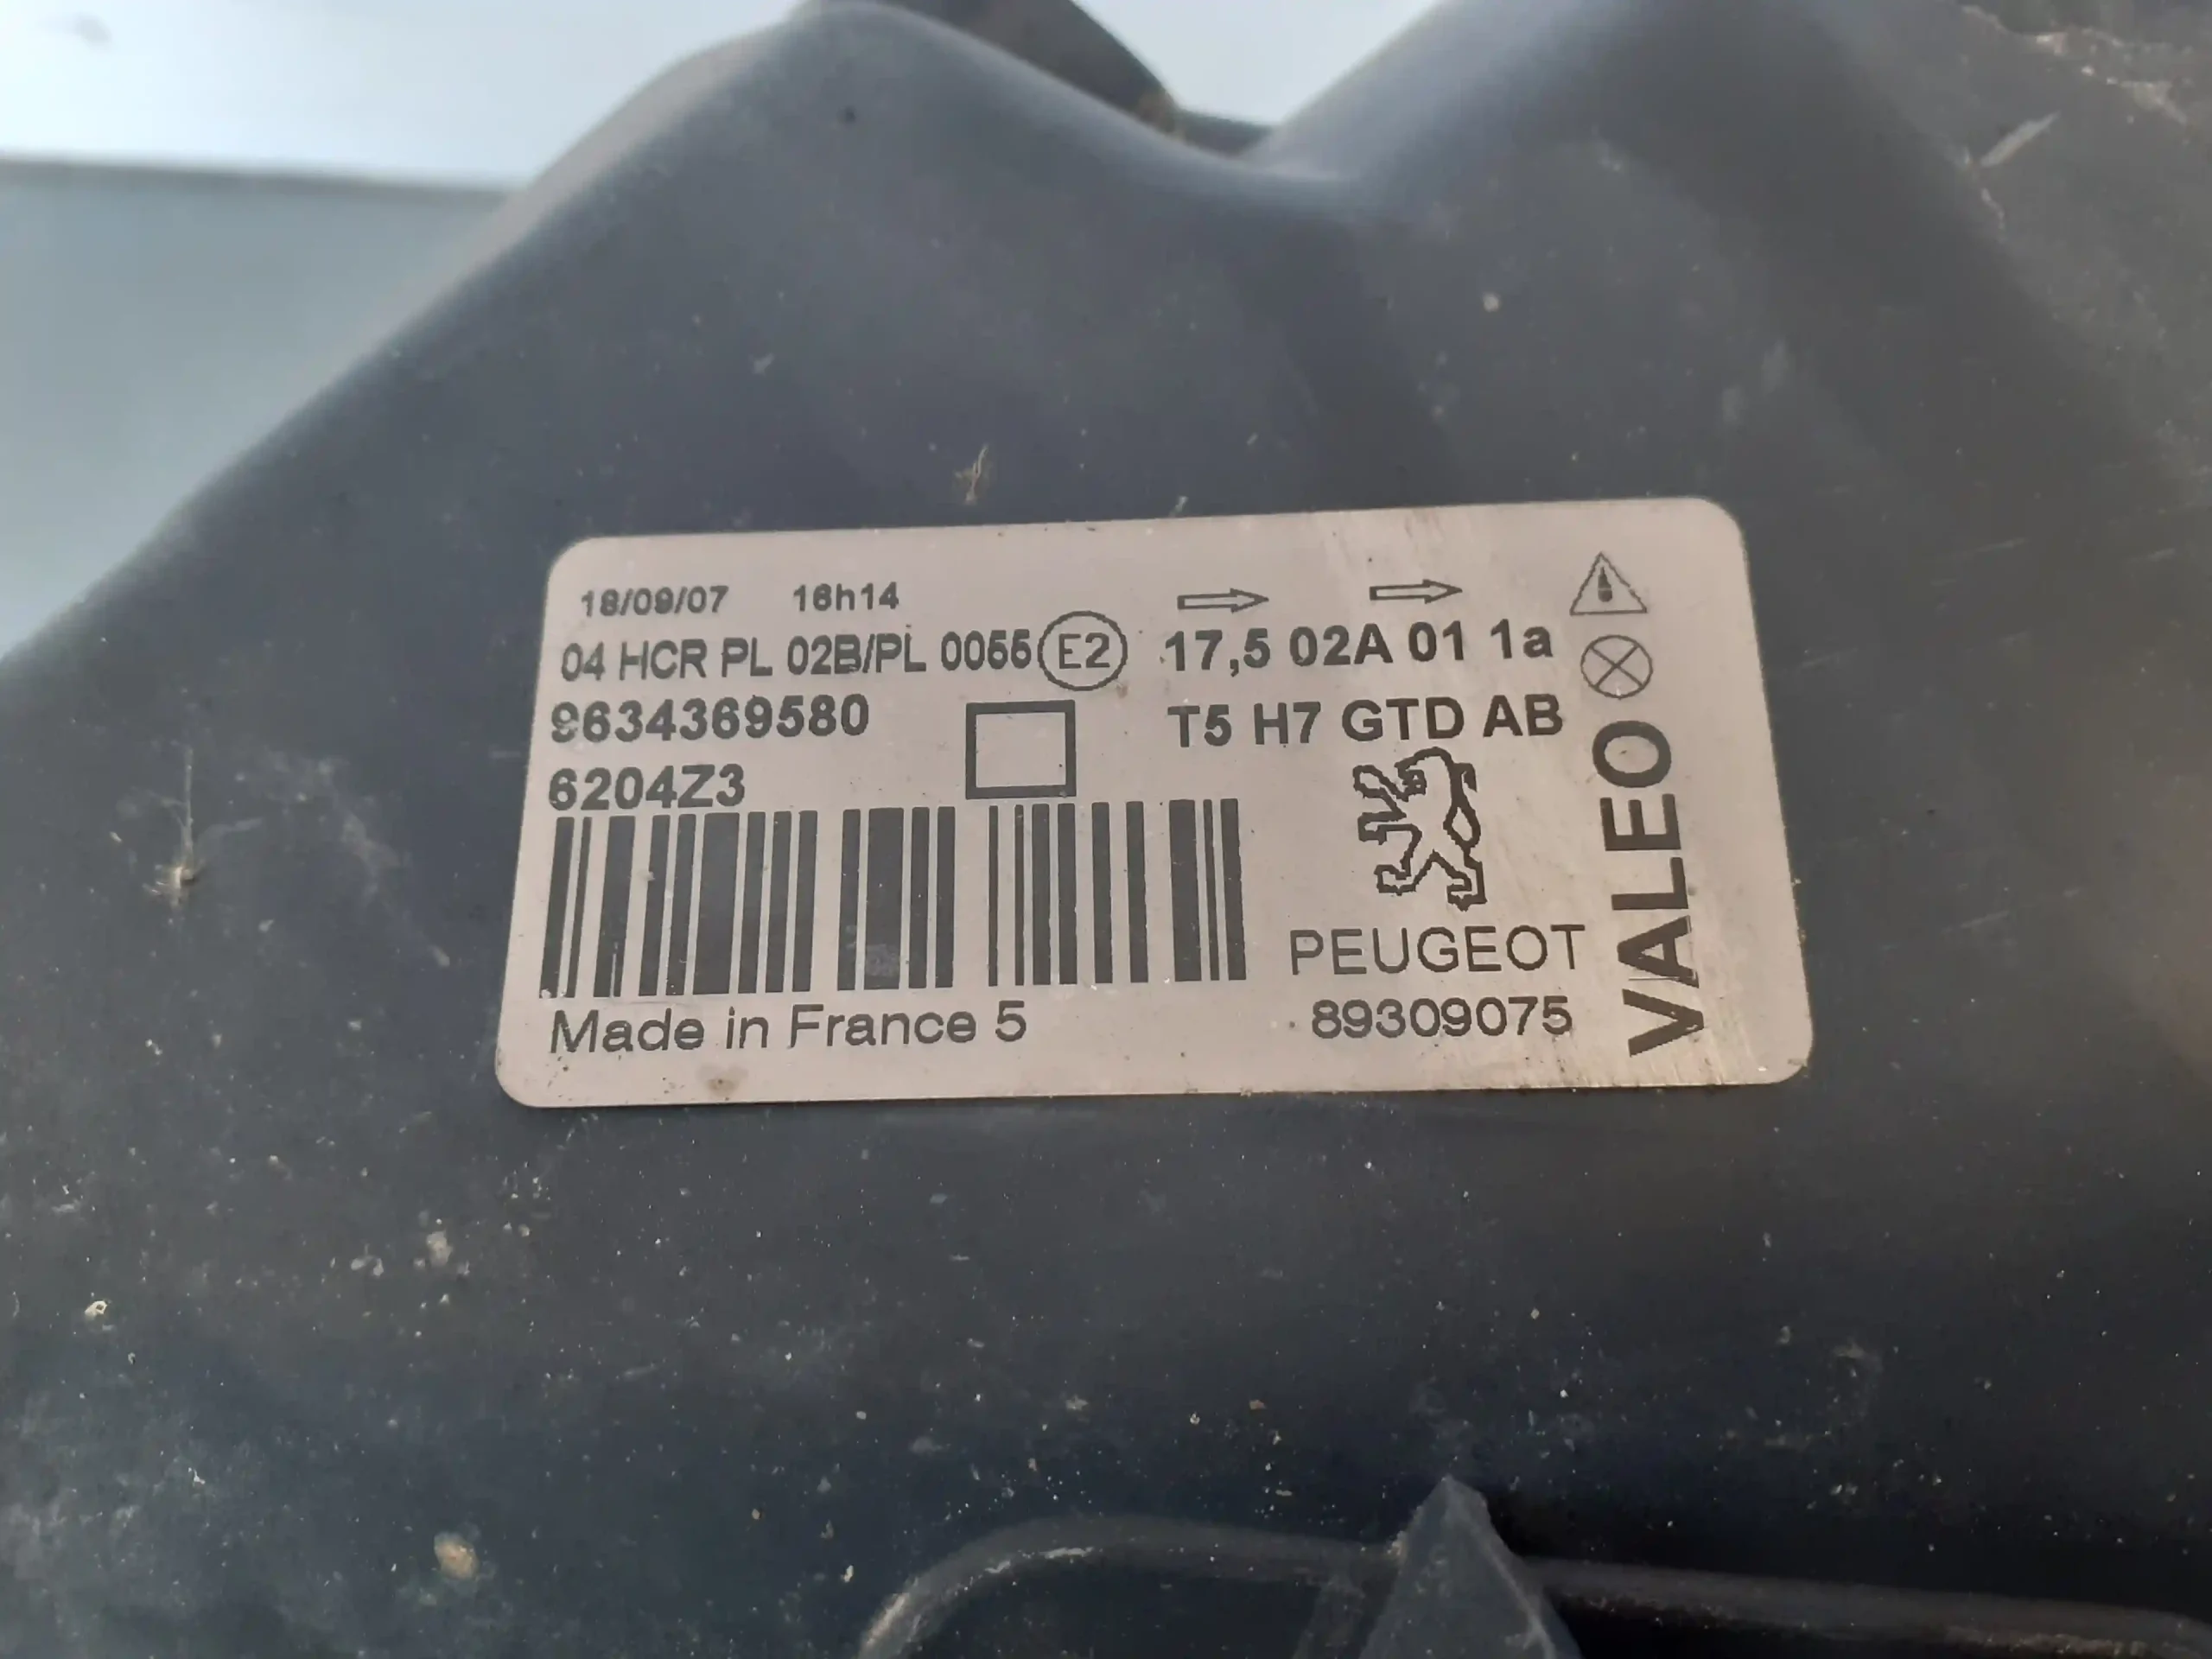 18/09/07 16h14
04 HCR PL 02B/PL 0055 E2 17,5 02A 01 1a
9634369580
T5 H7 GTD AB
6204Z3
PEUGEOT
Made in France 5
89309075
VALEO